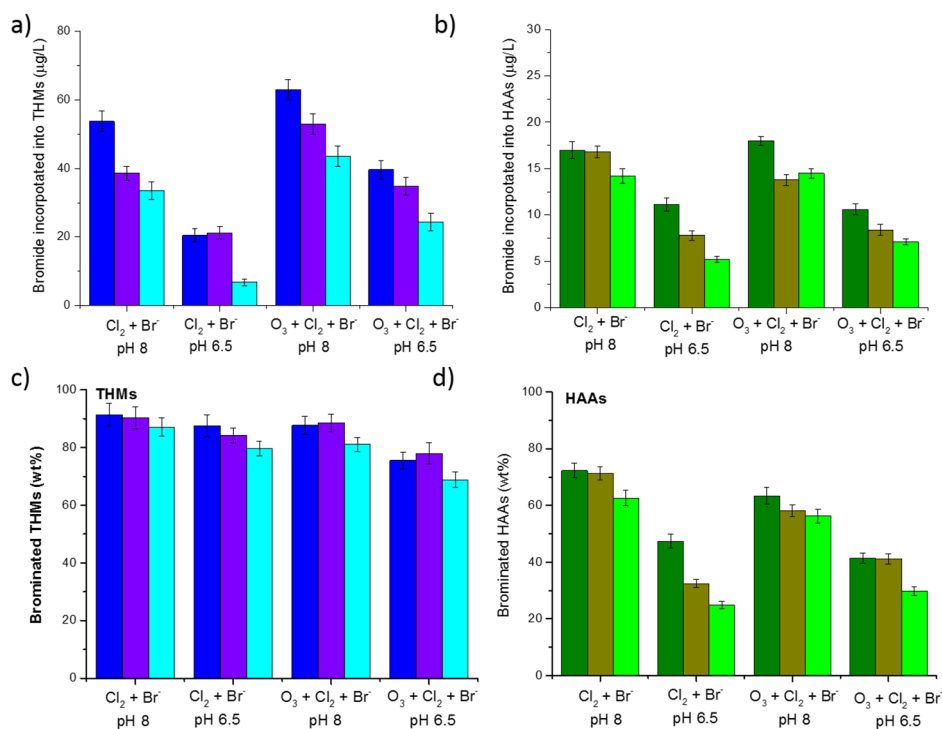 a)
Bromide incorpotated into THMs (μg/L)
80
60
40
20
0
Cl₂ + Br⁻
pH 8
Cl₂ + Br⁻
pH 6.5
O₃ + Cl₂ + Br⁻
pH 8
O₃ + Cl₂ + Br⁻
pH 6.5
b)
Bromide incorpotated into HAAs (μg/L)
30
25
20
15
10
5
0
Cl₂ + Br⁻
pH 8
Cl₂ + Br⁻
pH 6.5
O₃ + Cl₂ + Br⁻
pH 8
O₃ + Cl₂ + Br⁻
pH 6.5
c)
THMs
Brominated THMs (wt%)
100
80
60
40
20
0
Cl₂ + Br⁻
pH 8
Cl₂ + Br⁻
pH 6.5
O₃ + Cl₂ + Br⁻
pH 8
O₃ + Cl₂ + Br⁻
pH 6.5
d)
HAAs
Brominated HAAs (wt%)
100
80
60
40
20
0
Cl₂ + Br⁻
pH 8
Cl₂ + Br⁻
pH 6.5
O₃ + Cl₂ + Br⁻
pH 8
O₃ + Cl₂ + Br⁻
pH 6.5